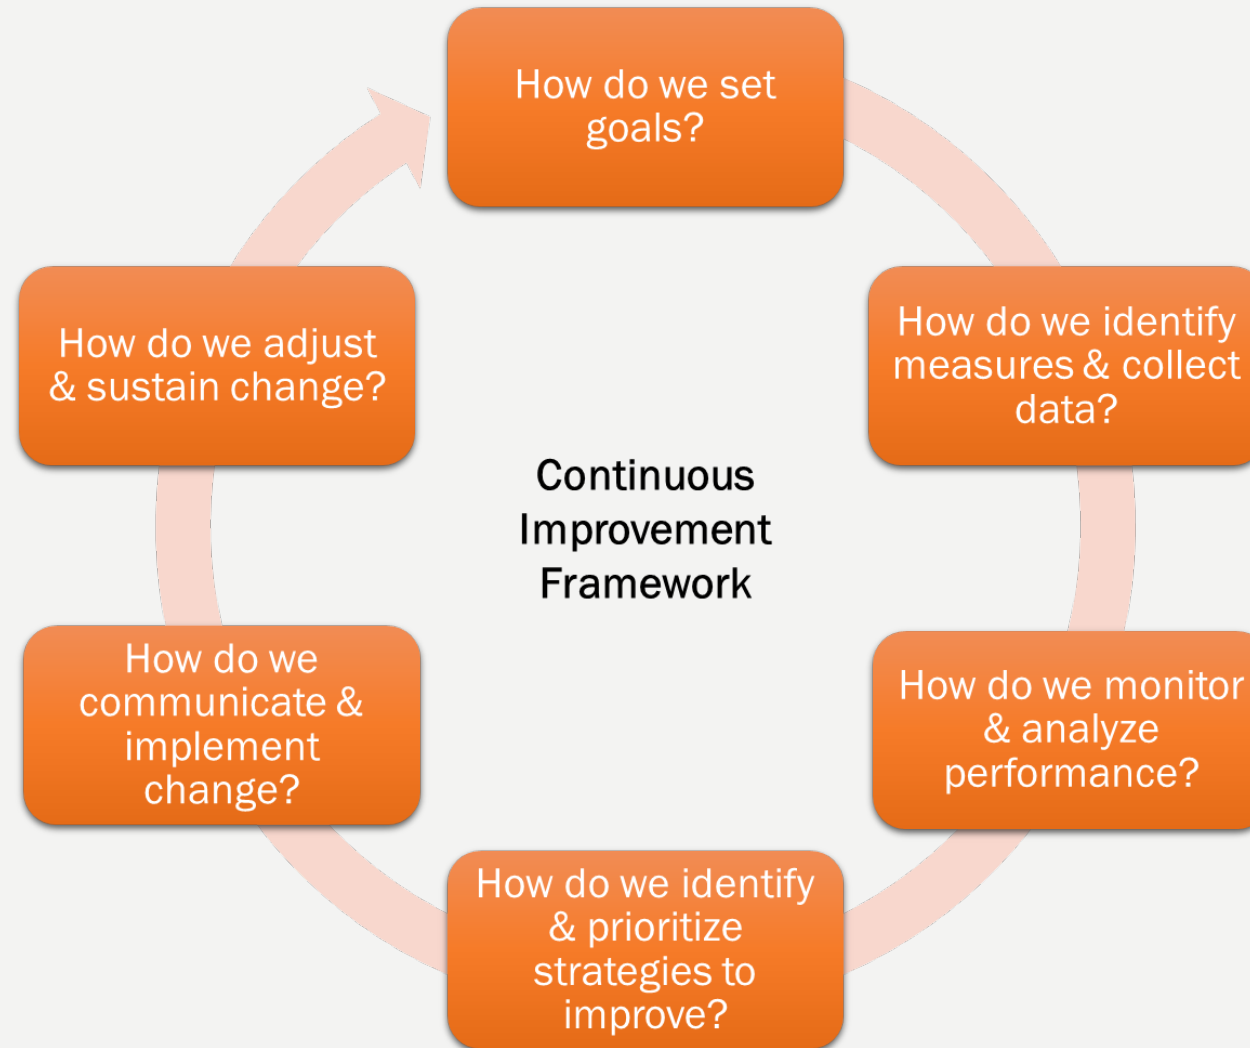 How do we set
goals?
How do we identify
measures & collect
data?
How do we monitor
& analyze
performance?
How do we identify
& prioritize
strategies to
improve?
How do we
communicate &
implement
change?
How do we adjust
& sustain change?
Continuous
Improvement
Framework